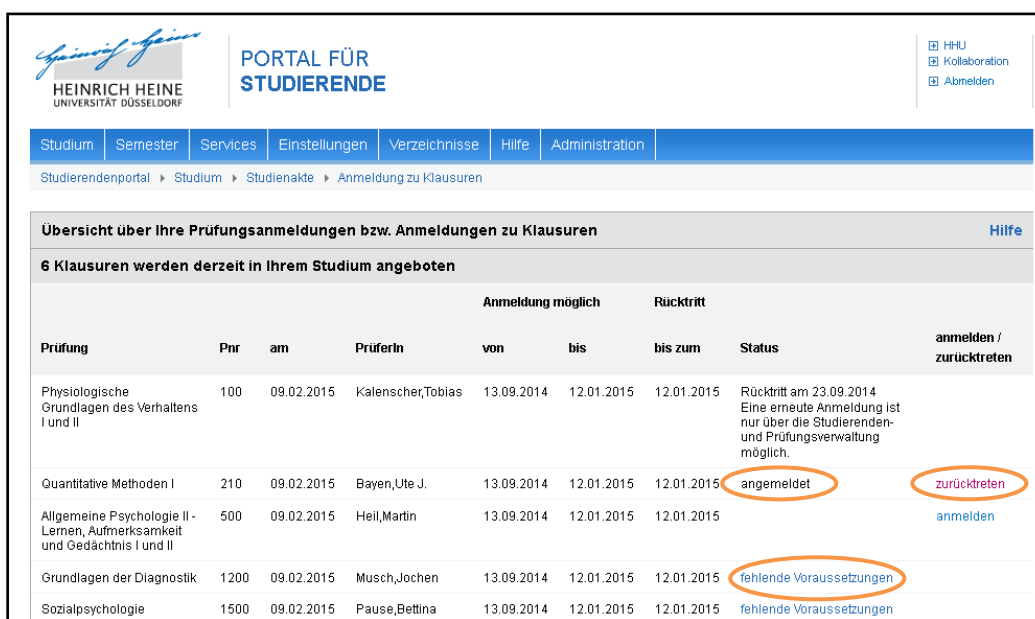 Heinrich Heine
HEINRICH HEINE
UNIVERSITÄT DÜSSELDORF
PORTAL FÜR
STUDIERENDE
HHU
Kollaboration
Abmelden
Studium Semester Services Einstellungen Verzeichnisse Hilfe Administration
Studierendenportal Studium Studienakte Anmeldung zu Klausuren
Übersicht über Ihre Prüfungsanmeldungen bzw. Anmeldungen zu Klausuren Hilfe
6 Klausuren werden derzeit in Ihrem Studium angeboten
Anmeldung möglich Rücktritt
Prüfung Pnr am PrüferIn von bis bis zum Status anmelden /
zurücktreten
Physiologische 100 09.02.2015 Kalenscher,Tobias 13.09.2014 12.01.2015 12.01.2015 Rücktritt am 23.09.2014
Grundlagen des Verhaltens Eine erneute Anmeldung ist
I und II nur über die Studierenden-
und Prüfungsverwaltung
möglich.
Quantitative Methoden I 210 09.02.2015 Bayen,Ute J. 13.09.2014 12.01.2015 12.01.2015 angemeldet zurücktreten
Allgemeine Psychologie II - 500 09.02.2015 Heil,Martin 13.09.2014 12.01.2015 12.01.2015 anmelden
Lernen, Aufmerksamkeit
und Gedächtnis I und II
Grundlagen der Diagnostik 1200 09.02.2015 Musch,Jochen 13.09.2014 12.01.2015 12.01.2015 fehlende Voraussetzungen
Sozialpsychologie 1500 09.02.2015 Pause,Bettina 13.09.2014 12.01.2015 12.01.2015 fehlende Voraussetzungen